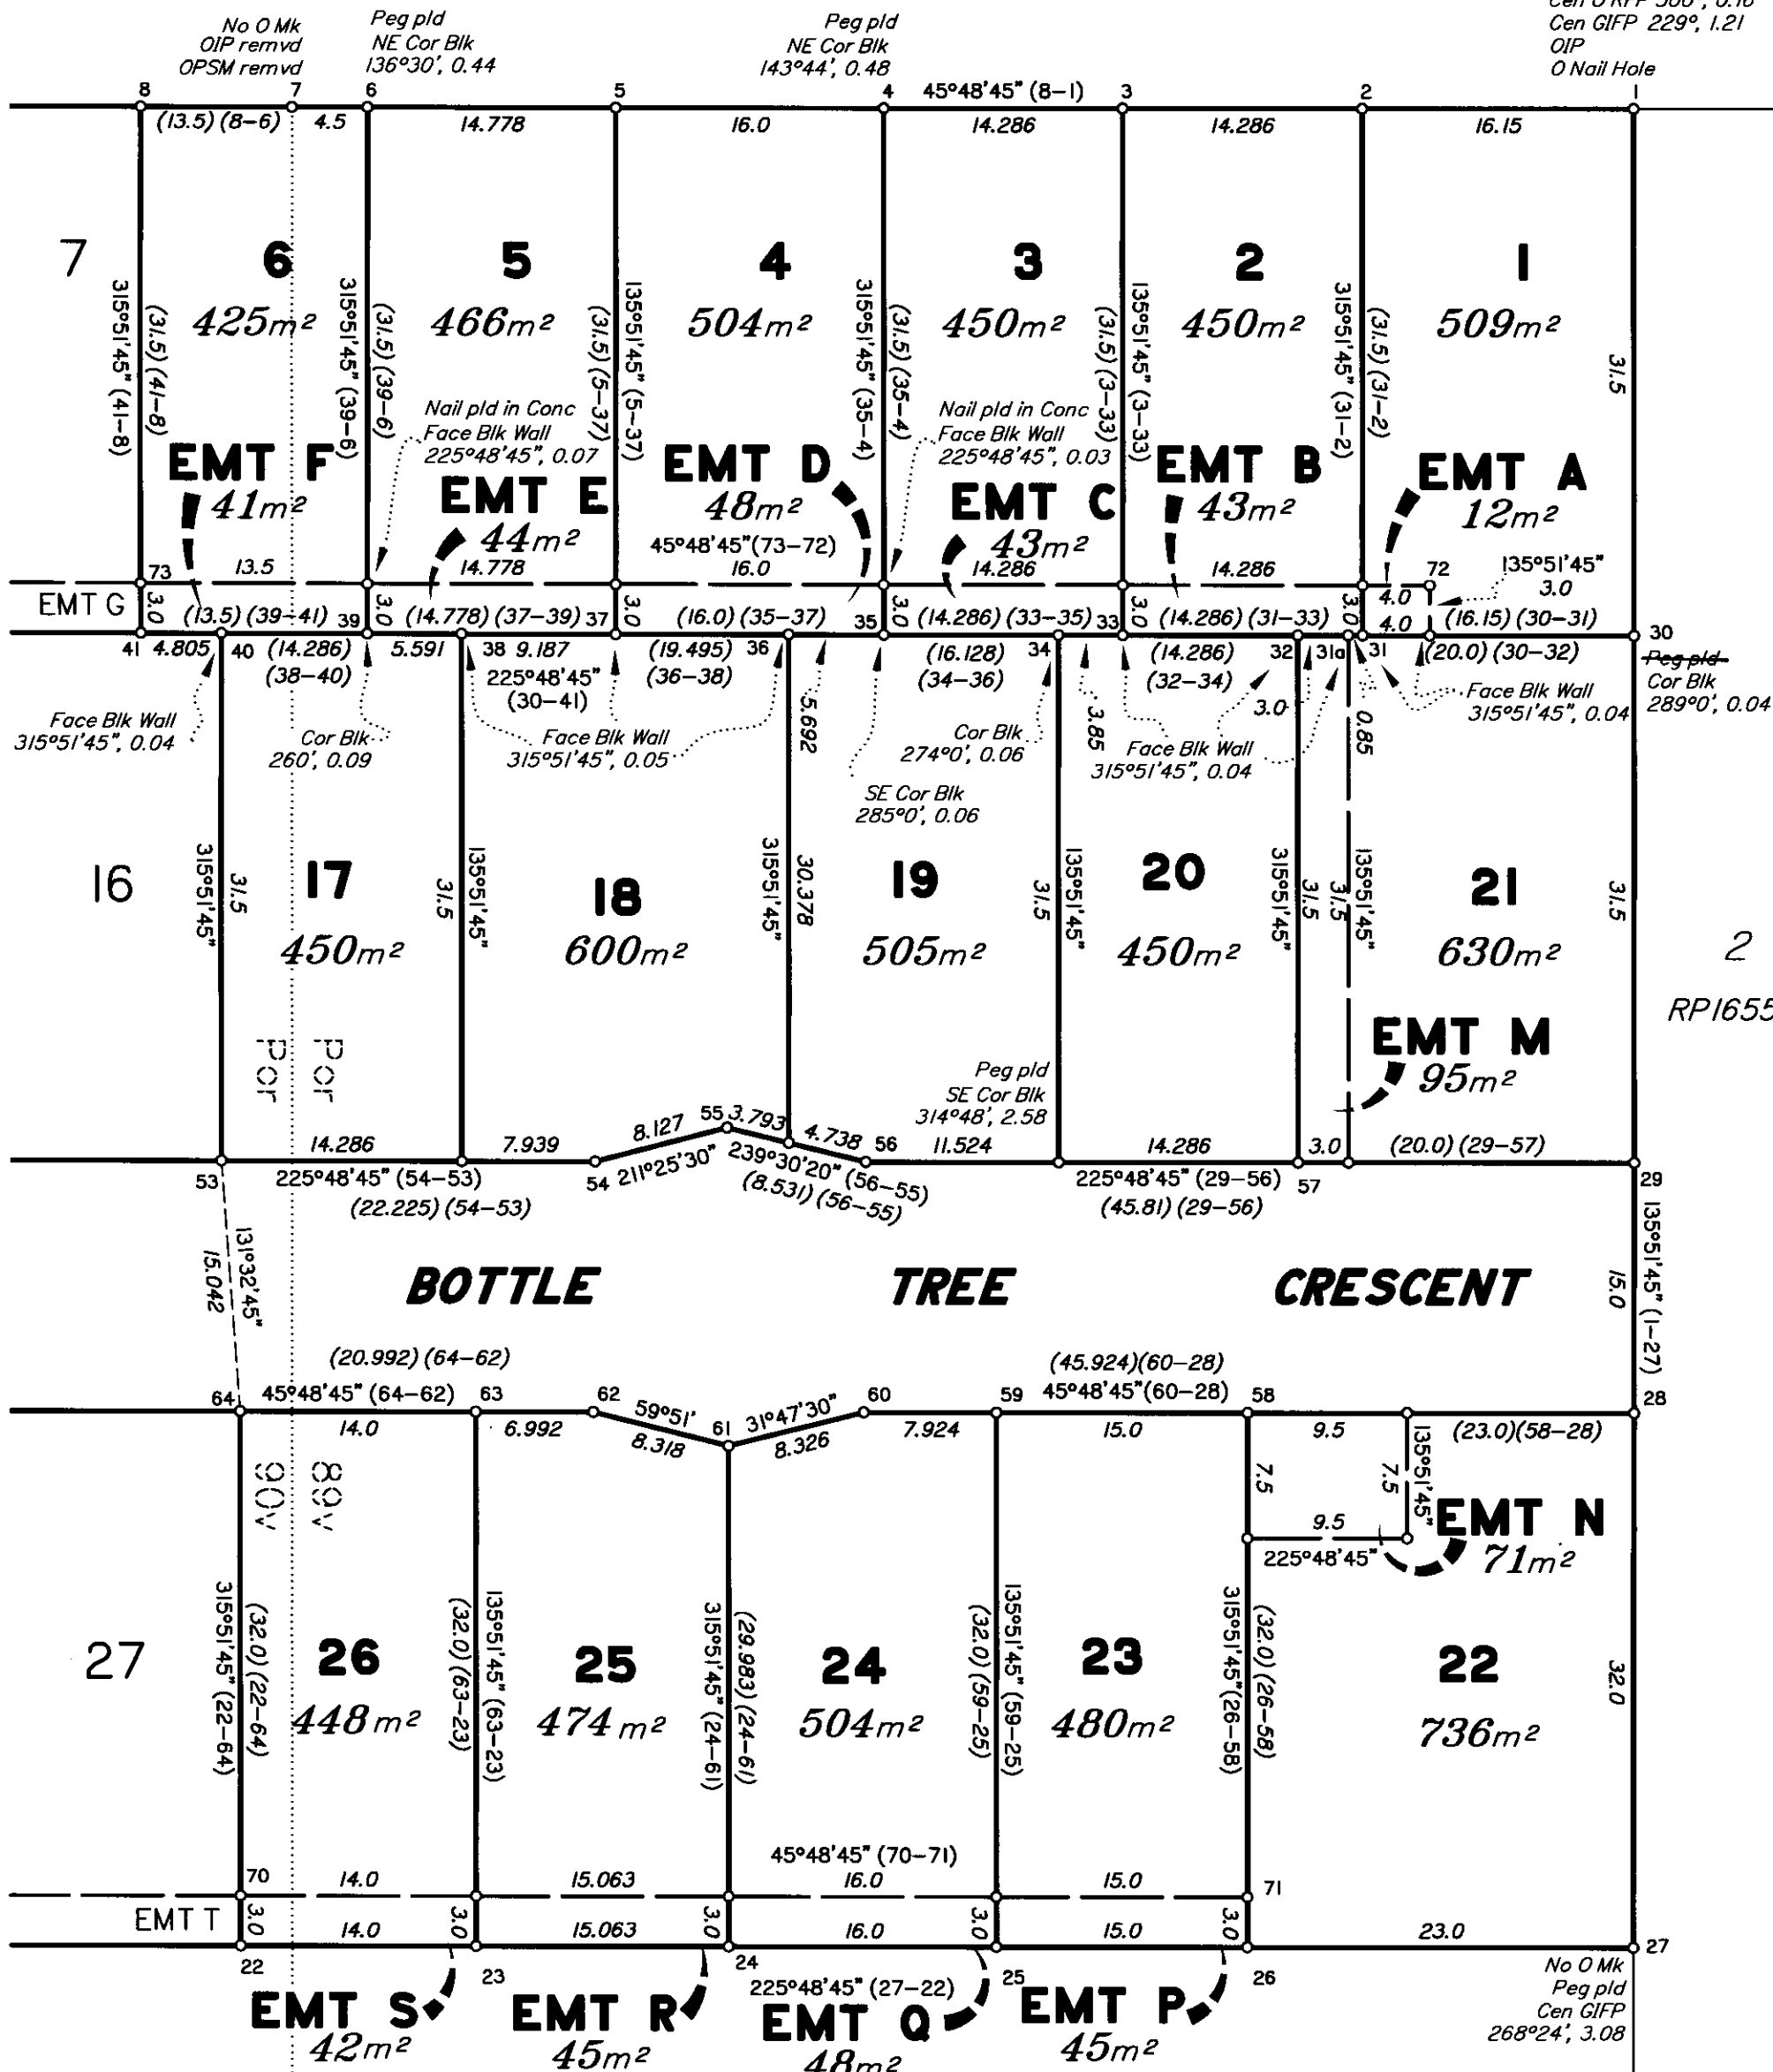 Cen GIFP 229°, 1.21
OIP
O Nail Hole
No O Mk
OIP remvd
OPSM remvd
Peg pld
NE Cor Blk
136°30', 0.44
Peg pld
NE Cor Blk
143°44', 0.48
8 7 6 5 4 45°48'45" (8-1) 3 2 1
(13.5) (8-6) 4.5 14.778 16.0 14.286 14.286 16.15
7 6 5 4 3 2 1
425m² 466m² 504m² 450m² 450m² 509m²
315°51'45" (41-8)
(31.5) (41-8)
315°51'45" (39-6)
(31.5) (39-6)
(31.5) (5-37)
135°51'45" (5-37)
315°51'45" (35-4)
(31.5) (35-4)
(31.5) (3-33)
135°51'45" (3-33)
315°51'45" (31-2)
(31.5) (31-2)
31.5
Nail pld in Conc
Face Blk Wall
225°48'45", 0.07
Nail pld in Conc
Face Blk Wall
225°48'45", 0.03
EMT F
41m²
EMT E
44m²
EMT D
48m²
45°48'45" (73-72)
EMT C
43m²
EMT B
43m²
EMT A
12m²
73 13.5 14.778 16.0 14.286 14.286 72 135°51'45"
3.0
4.0
EMT G 3.0 (13.5) (39-41) 39 3.0 (14.778) (37-39) 37 3.0 (16.0) (35-37) 35 3.0 (14.286) (33-35) 33 3.0 (14.286) (31-33) 3.0 4.0 (16.15) (30-31) 30
41 4.805 40 (14.286) 5.591 38 9.187 (19.495) 36 (16.128) 34 (14.286) 32 31a 31 (20.0) (30-32)
(38-40) 225°48'45" (36-38) (34-36) (32-34)
(30-41)
Peg pld
Cor Blk
289°0', 0.04
Face Blk Wall
315°51'45", 0.04
Face Blk Wall
315°51'45", 0.04
Cor Blk
260', 0.09
Face Blk Wall
315°51'45", 0.05
5.692
SE Cor Blk
285°0', 0.06
Cor Blk
274°0', 0.06
3.85
Face Blk Wall
315°51'45", 0.04
3.0
0.85
16 17 18 19 20 21
450m² 600m² 505m² 450m² 630m²
315°51'45"
31.5
31.5
135°51'45"
315°51'45"
30.378
31.5
135°51'45"
315°51'45"
31.5
31.5
135°51'45"
31.5
2
RP1655
Por
Por
EMT M
95m²
Peg pld
SE Cor Blk
314°48', 2.58
14.286 7.939 8.127 55 3.793 4.738 56 11.524 14.286 3.0 (20.0) (29-57)
53 225°48'45" (54-53) 54 211°25'30" 239°30'20" (56-55) 225°48'45" (29-56) 57 29
(22.225) (54-53) (8.531) (56-55) (45.81) (29-56)
131°32'45"
15.042
BOTTLE TREE CRESCENT
15.0
135°51'45" (1-27)
(20.992) (64-62) (45.924)(60-28)
64 45°48'45" (64-62) 63 62 59°51' 61 31°47'30" 60 59 45°48'45"(60-28) 58 28
14.0 6.992 8.318 8.326 7.924 15.0 9.5 (23.0)(58-28)
90v
89v
7.5
7.5
135°51'45"
9.5
225°48'45"
EMT N
71m²
27 26 25 24 23 22
448m² 474m² 504m² 480m² 736m²
315°51'45" (22-64)
(32.0) (22-64)
(32.0) (63-23)
135°51'45" (63-23)
315°51'45" (24-61)
(29.983) (24-61)
(32.0) (59-25)
135°51'45" (59-25)
315°51'45"(26-58)
(32.0) (26-58)
32.0
45°48'45" (70-71)
70 14.0 15.063 16.0 15.0 71
EMT T 3.0 14.0 3.0 15.063 3.0 16.0 3.0 15.0 3.0 23.0
22 23 24 25 26 27
225°48'45" (27-22)
EMT S
42m²
EMT R
45m²
EMT Q
48m²
EMT P
45m²
No O Mk
Peg pld
Cen GIFP
268°24', 3.08